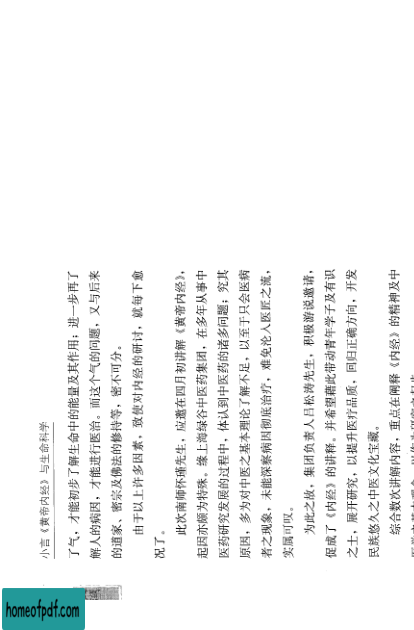 小言《黄帝内经》与生命科学
了气，才能初步了解生命中的能量及其作用；进一步再了
解人的病因，才能进行医治。而这个气的问题，又与后来
的道家、密宗及佛法的修持等，密不可分。
由于以上许多因素，致使对内经的研讨，就每下愈
况了。
此次南师怀瑾先生，应邀在四月初讲解《黄帝内经》，
起因亦颇为特殊。缘上海绿谷中医药集团，在多年从事中
医药研究发展的过程中，体认到中医药的诸多问题；究其
原因，多为对中医之基本理论了解不足，以至于只会医病
者之现象，未能深察病因彻底治疗，难免沦入医匠之流，
实属可叹。
为此之故，集团负责人吕松涛先生，积极游说邀请，
促成了《内经》的讲释。并希望藉此带动青年学子及有识
之士，展开研究，以提升医疗品质，回归正确方向，开发
民族悠久之中医文化宝藏。
综合数次讲解内容，重点在阐释《内经》的精神及中
homeofpdf.com